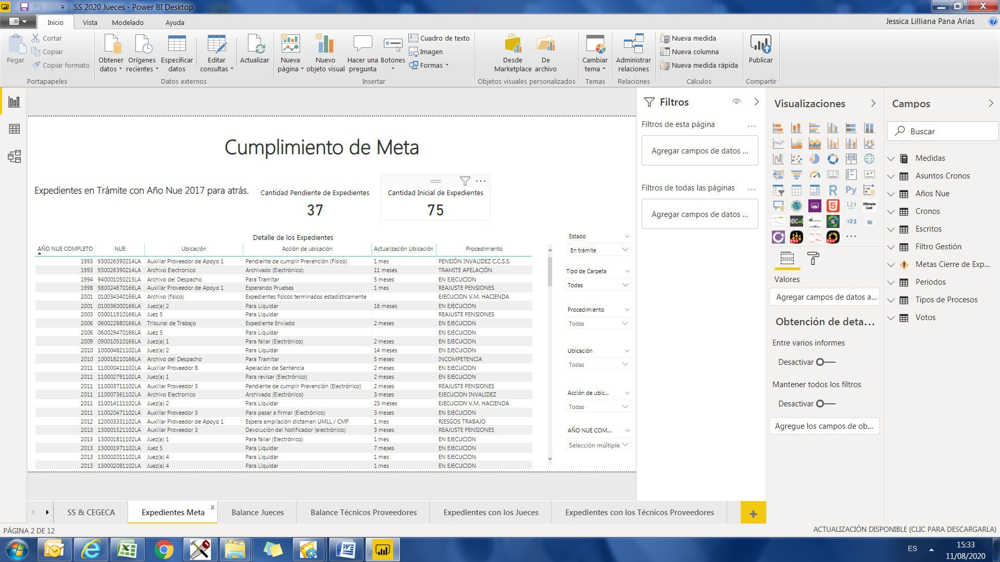 SS 2020 Jueces - Power BI Desktop
Inicio Vista Modelado Ayuda
Jessica Lilliana Pana Arias
Pegar
Cortar
Copiar
Copiar formato
Portapapeles
Obtener datos
Orígenes recientes
Especificar datos
Editar consultas
Actualizar
Datos externos
Nueva página
Nuevo objeto visual
Hacer una pregunta
Botones
Cuadro de texto
Imagen
Formas
Insertar
Desde Marketplace
De archivo
Objetos visuales personalizados
Cambiar tema
Temas
Administrar relaciones
Relaciones
Nueva medida
Nueva columna
Nueva medida rápida
Cálculos
Publicar
Compartir
Cumplimiento de Meta
Expedientes en Trámite con Año Nue 2017 para atrás.
Cantidad Pendiente de Expedientes
37
Cantidad Inicial de Expedientes
75
Detalle de los Expedientes
AÑO NUE COMPLETO NUE Ubicación Acción de ubicación Actualización Ubicación Procedimiento
1993 930026390214LA Auxiliar Proveedor de Apoyo 1 Pendiente de cumplir Prevención (Físico) 1 mes PENSIÓN INVALIDEZ C.C.S.S.
1993 930026390214LA Archivo Electronico Archivado (Electrónico) 11 meses TRAMITE APELACIÓN
1994 940001050215LA Archivo del Despacho Para Tramitar 5 meses EN EJECUCION
1998 980024670166LA Auxiliar Proveedor de Apoyo 1 Esperando Pruebas 1 mes REAJUSTE PENSIONES
2001 010034340166LA Archivo (físico) Expedientes físicos terminados estadísticamente EJECUCION V.M. HACIENDA
2001 010036000166LA Juez(a) 2 Para Liquidar 16 meses EN EJECUCION
2003 030011910166LA Juez 5 Para Liquidar REAJUSTE PENSIONES
2006 060022880166LA Tribunal de Trabajo Expediente Enviado 2 meses EN EJECUCION
2006 060029470166LA Juez 5 Para Liquidar EN EJECUCION
2009 090010510166LA Juez(a) 1 Para fallar (Electrónico) 2 meses EN EJECUCION
2010 100004821102LA Juez(a) 2 Para Liquidar 14 meses EN EJECUCION
2010 100018210166LA Archivo del Despacho Para Tramitar 5 meses INCOMPETENCIA
2011 110000411102LA Auxiliar Proveedor 8 Apelación de Sentencia 2 meses EN EJECUCION
2011 110002791102LA Juez(a) 1 Para revisar (Electrónico) 2 meses EN EJECUCION
2011 110003711102LA Auxiliar Proveedor 3 Pendiente de cumplir Prevención (Electrónico) 2 meses REAJUSTE PENSIONES
2011 110007361102LA Archivo Electronico Archivado (Electrónico) 3 meses EJECUCION INVALIDEZ
2011 110014111102LA Juez(a) 2 Para Liquidar 23 meses EJECUCION V.M. HACIENDA
2011 110020471102LA Auxiliar Proveedor 3 Para pasar a firmar (Electrónico) 3 meses EN EJECUCION
2012 120003331102LA Auxiliar Proveedor de Apoyo 1 Espera ampliación dictamen UMLL / CMF 1 mes RIESGOS TRABAJO
2013 130001521102LA Auxiliar Proveedor 3 Devolución del Notificador (electrónico) 3 meses REAJUSTE PENSIONES
2013 130001811102LA Juez(a) 1 Para fallar (Electrónico) 1 mes EN EJECUCION
2013 130001971102LA Juez 5 Para Liquidar 7 meses EN EJECUCION
2013 130002011102LA Juez(a) 4 Para Liquidar 1 mes EN EJECUCION
2013 130002081102LA Juez(a) 4 Para Liquidar 1 mes EN EJECUCION
Estado
En trámite
Tipo de Carpeta
Todas
Procedimiento
Todas
Ubicación
Todas
Acción de ubic...
Todas
AÑO NUE COM...
Selección múltiple
Filtros
Filtros de esta página ...
Agregar campos de datos ...
Filtros de todas las páginas ...
Agregar campos de datos ...
Visualizaciones
R Py
Valores
Agregar campos de datos a...
Obtención de deta...
Entre varios informes
Desactivar
Mantener todos los filtros
Desactivar
Agregue los campos de ob...
Campos
Buscar
Medidas
Asuntos Cronos
Años Nue
Cronos
Escritos
Filtro Gestión
Metas Cierre de Exp...
Periodos
Tipos de Procesos
Votos
SS & CEGECA
Expedientes Meta x
Balance Jueces
Balance Técnicos Proveedores
Expedientes con los Jueces
Expedientes con los Técnicos Proveedores
PÁGINA 2 DE 12
ACTUALIZACIÓN DISPONIBLE (CLIC PARA DESCARGARLA)
ES
15:33
11/08/2020